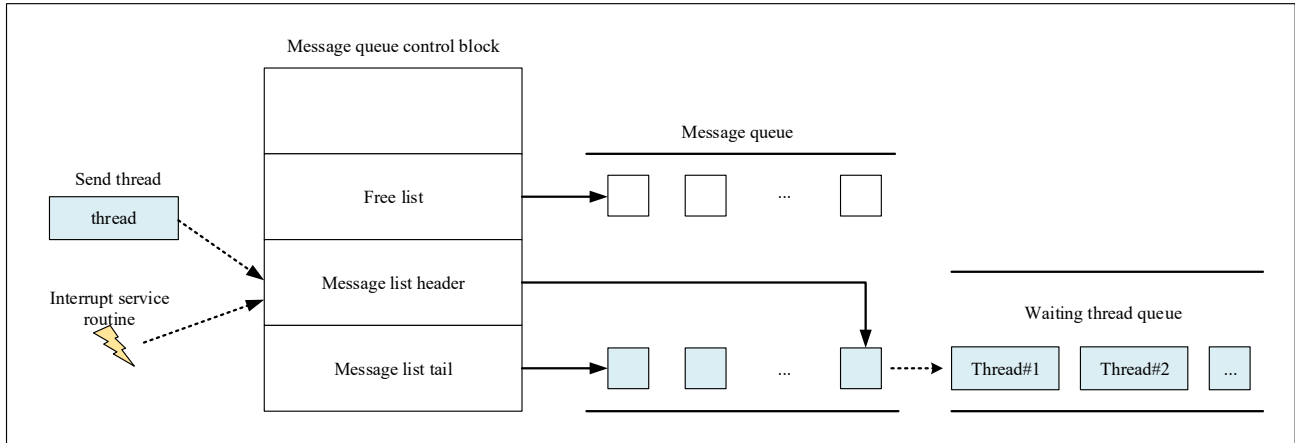 Message queue control block
Message queue
Send thread
thread
Free list
...
Message list header
Interrupt service
routine
Waiting thread queue
Message list tail
...
Thread#1
Thread#2
...